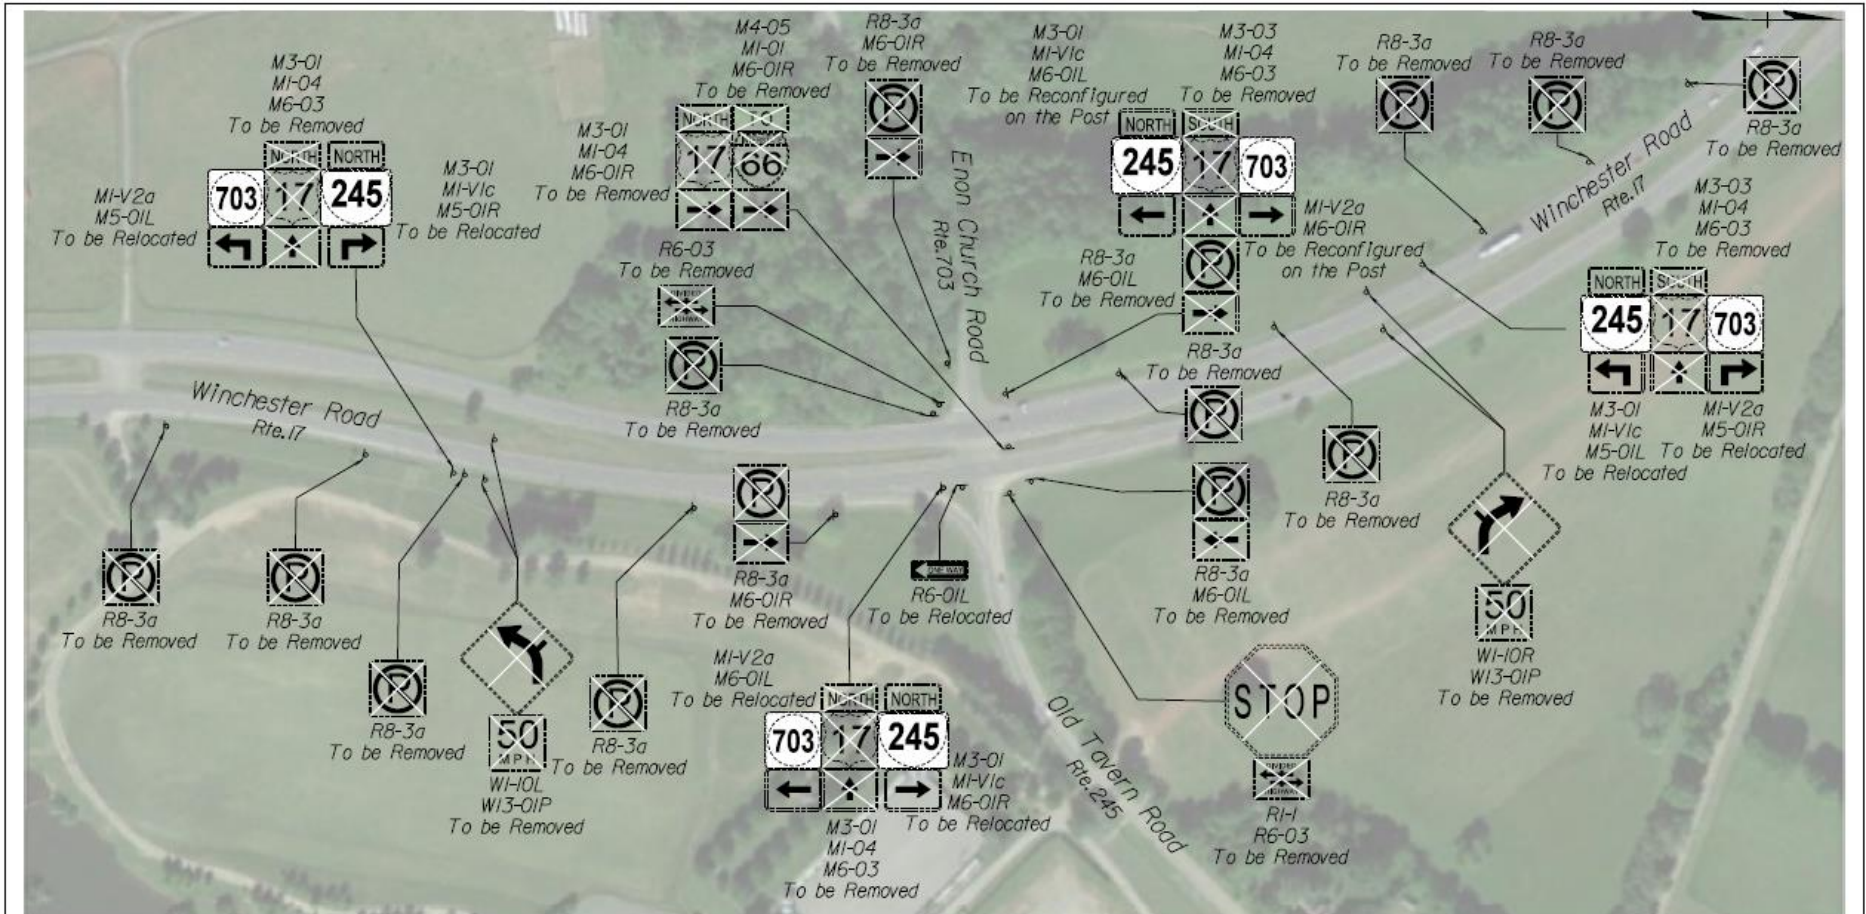 M3-01
M1-04
M6-03
To be Removed
NORTH
NORTH
703
17
245
M1-V2a
M5-01L
To be Relocated
M3-01
M1-V1c
M5-01R
To be Relocated
M4-05
M1-01
M6-01R
To be Removed
M3-01
M1-04
M6-01R
To be Removed
NORTH
TO
17
66
R8-3a
M6-01R
To be Removed
R6-03
To be Removed
DIVIDED
HIGHWAY
R8-3a
To be Removed
Enon Church Road
Rte.703
M3-01
M1-V1c
M6-01L
To be Reconfigured
on the Post
M3-03
M1-04
M6-03
To be Removed
NORTH
SOUTH
245
17
703
M1-V2a
M6-01R
To be Reconfigured
on the Post
R8-3a
M6-01L
To be Removed
R8-3a
To be Removed
R8-3a
To be Removed
R8-3a
To be Removed
R8-3a
To be Removed
Winchester Road
Rte.17
M3-03
M1-04
M6-03
To be Removed
NORTH
SOUTH
245
17
703
M3-01
M1-V1c
M5-01L
To be Relocated
M1-V2a
M5-01R
To be Relocated
Winchester Road
Rte.17
R8-3a
To be Removed
R8-3a
To be Removed
R8-3a
To be Removed
50
MPH
W1-10L
W13-01P
To be Removed
R8-3a
To be Removed
R8-3a
M6-01R
To be Removed
ONE WAY
R6-01L
To be Relocated
M1-V2a
M6-01L
To be Relocated
NORTH
NORTH
703
17
245
M3-01
M1-V1c
M6-01R
To be Relocated
M3-01
M1-04
M6-03
To be Removed
Old Tavern Road
Rte.245
R8-3a
M6-01L
To be Removed
STOP
DIVIDED
HIGHWAY
R1-1
R6-03
To be Removed
R8-3a
To be Removed
50
MPH
W1-10R
W13-01P
To be Removed